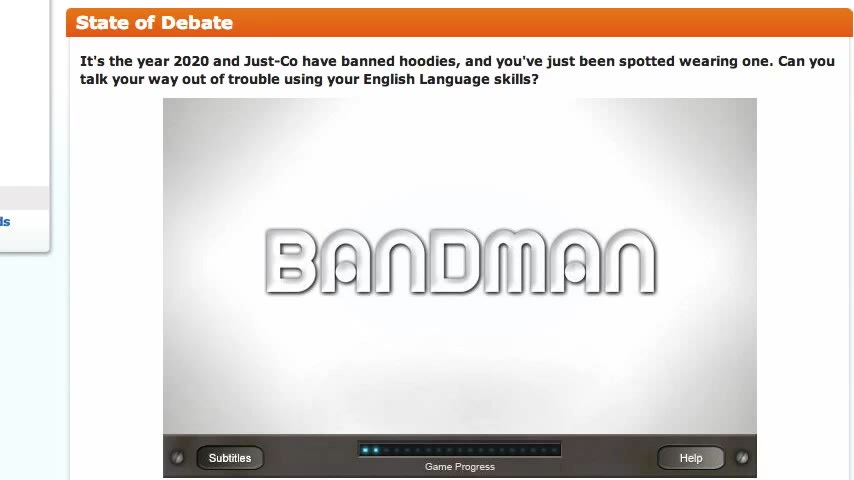 State of Debate
It's the year 2020 and Just-Co have banned hoodies, and you've just been spotted wearing one. Can you
talk your way out of trouble using your English Language skills?
BANDMAN
ds
Subtitles
Game Progress
Help